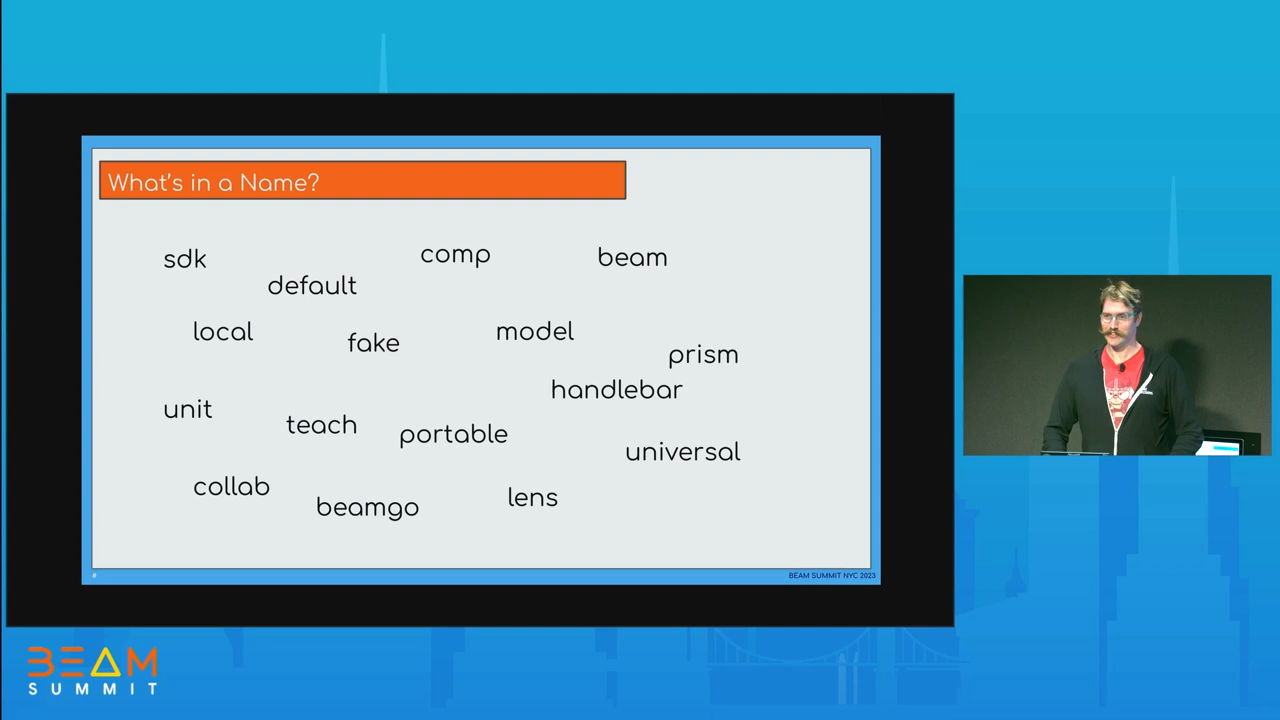 What's in a Name?
sdk
comp
beam
default
local
fake
model
prism
handlebar
unit
teach
portable
universal
collab
beamgo
lens
#
BEAM SUMMIT NYC 2023
BEAM
SUMMIT